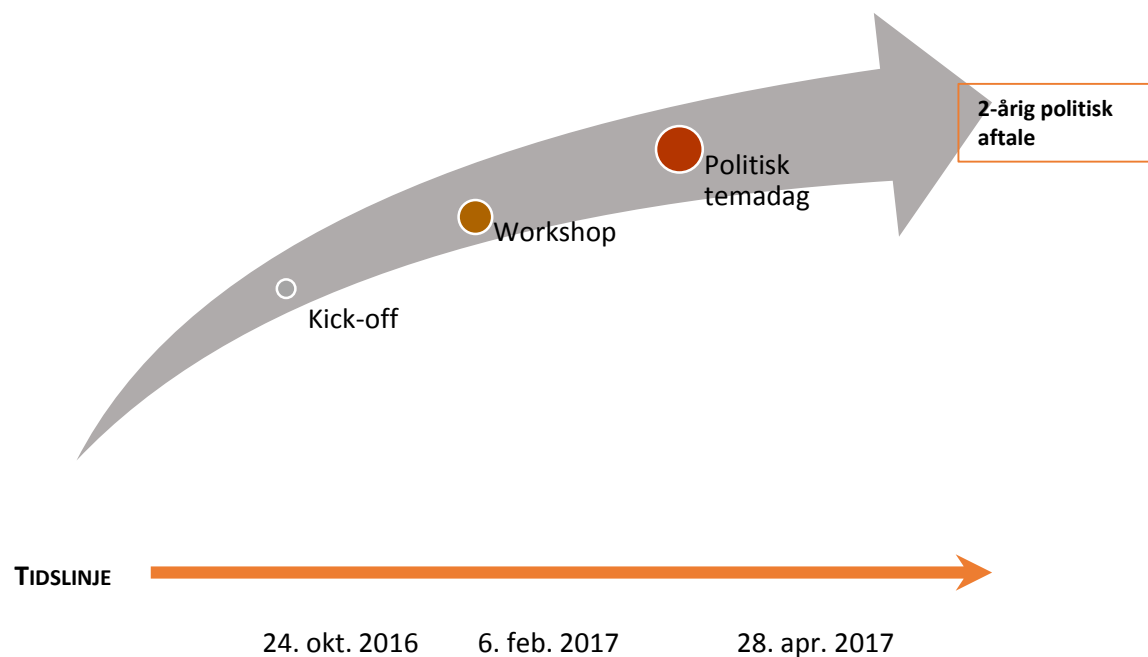 2-årig politisk
aftale
Politisk
temadag
Workshop
Kick-off
TIDSLINJE
24. okt. 2016
6. feb. 2017
28. apr. 2017